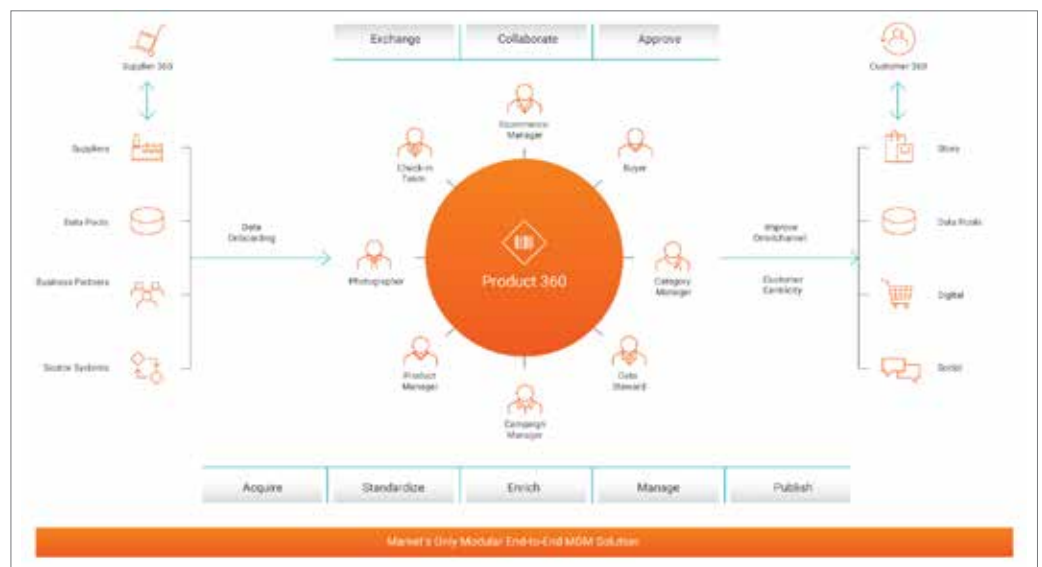 Exchange
Collaborate
Approve
Supplier 360
Customer 360
Ecommerce
Manager
Check-in
Team
Buyer
Suppliers
Store
Data Pools
Data Pools
Data
Onboarding
Improve
Omnichannel
Photographer
Product 360
Category
Manager
Customer
Centricity
Business Partners
Digital
Source Systems
Social
Product
Manager
Data
Steward
Campaign
Manager
Acquire
Standardize
Enrich
Manage
Publish
Market's Only Modular End-to-End MDM Solution